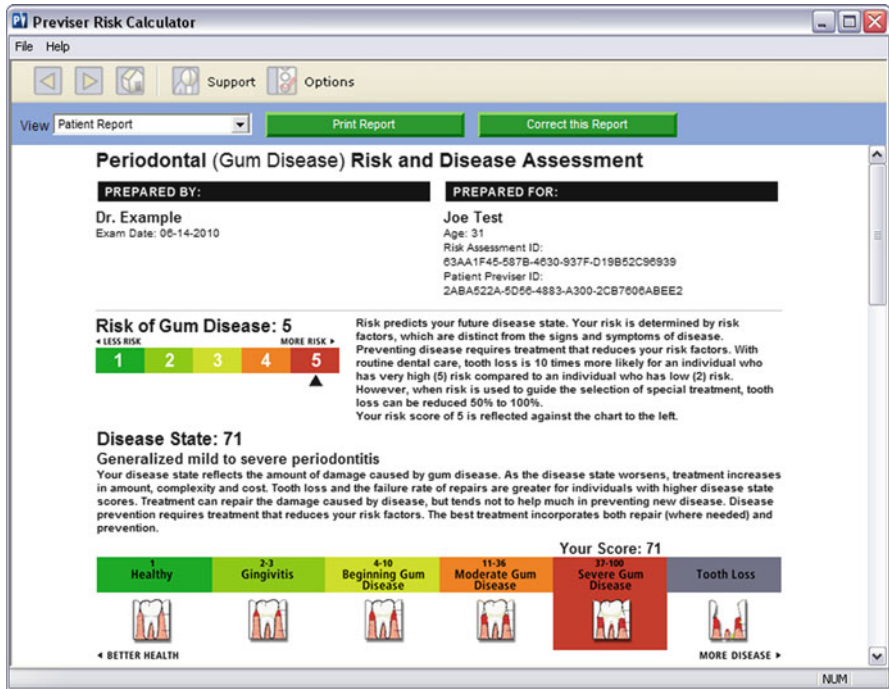 Previser Risk Calculator
File Help
Support Options
View Patient Report Print Report Correct this Report
Periodontal (Gum Disease) Risk and Disease Assessment
PREPARED BY: PREPARED FOR:
Dr. Example Joe Test
Exam Date: 06-14-2010 Age: 31
Risk Assessment ID:
63AA1F45-587B-4630-937F-D19B52C96939
Patient Previser ID:
2ABA522A-5D56-4883-A300-2CB7606ABEE2
Risk of Gum Disease: 5
LESS RISK MORE RISK
1 2 3 4 5
Risk predicts your future disease state. Your risk is determined by risk
factors, which are distinct from the signs and symptoms of disease.
Preventing disease requires treatment that reduces your risk factors. With
routine dental care, tooth loss is 10 times more likely for an individual who
has very high (5) risk compared to an individual who has low (2) risk.
However, when risk is used to guide the selection of special treatment, tooth
loss can be reduced 50% to 100%.
Your risk score of 5 is reflected against the chart to the left.
Disease State: 71
Generalized mild to severe periodontitis
Your disease state reflects the amount of damage caused by gum disease. As the disease state worsens, treatment increases
in amount, complexity and cost. Tooth loss and the failure rate of repairs are greater for individuals with higher disease state
scores. Treatment can repair the damage caused by disease, but tends not to help much in preventing new disease. Disease
prevention requires treatment that reduces your risk factors. The best treatment incorporates both repair (where needed) and
prevention.
Your Score: 71
1 2-3 4-10 11-36 37-100
Healthy Gingivitis Beginning Gum Disease Moderate Gum Disease Severe Gum Disease Tooth Loss
BETTER HEALTH MORE DISEASE
NUM